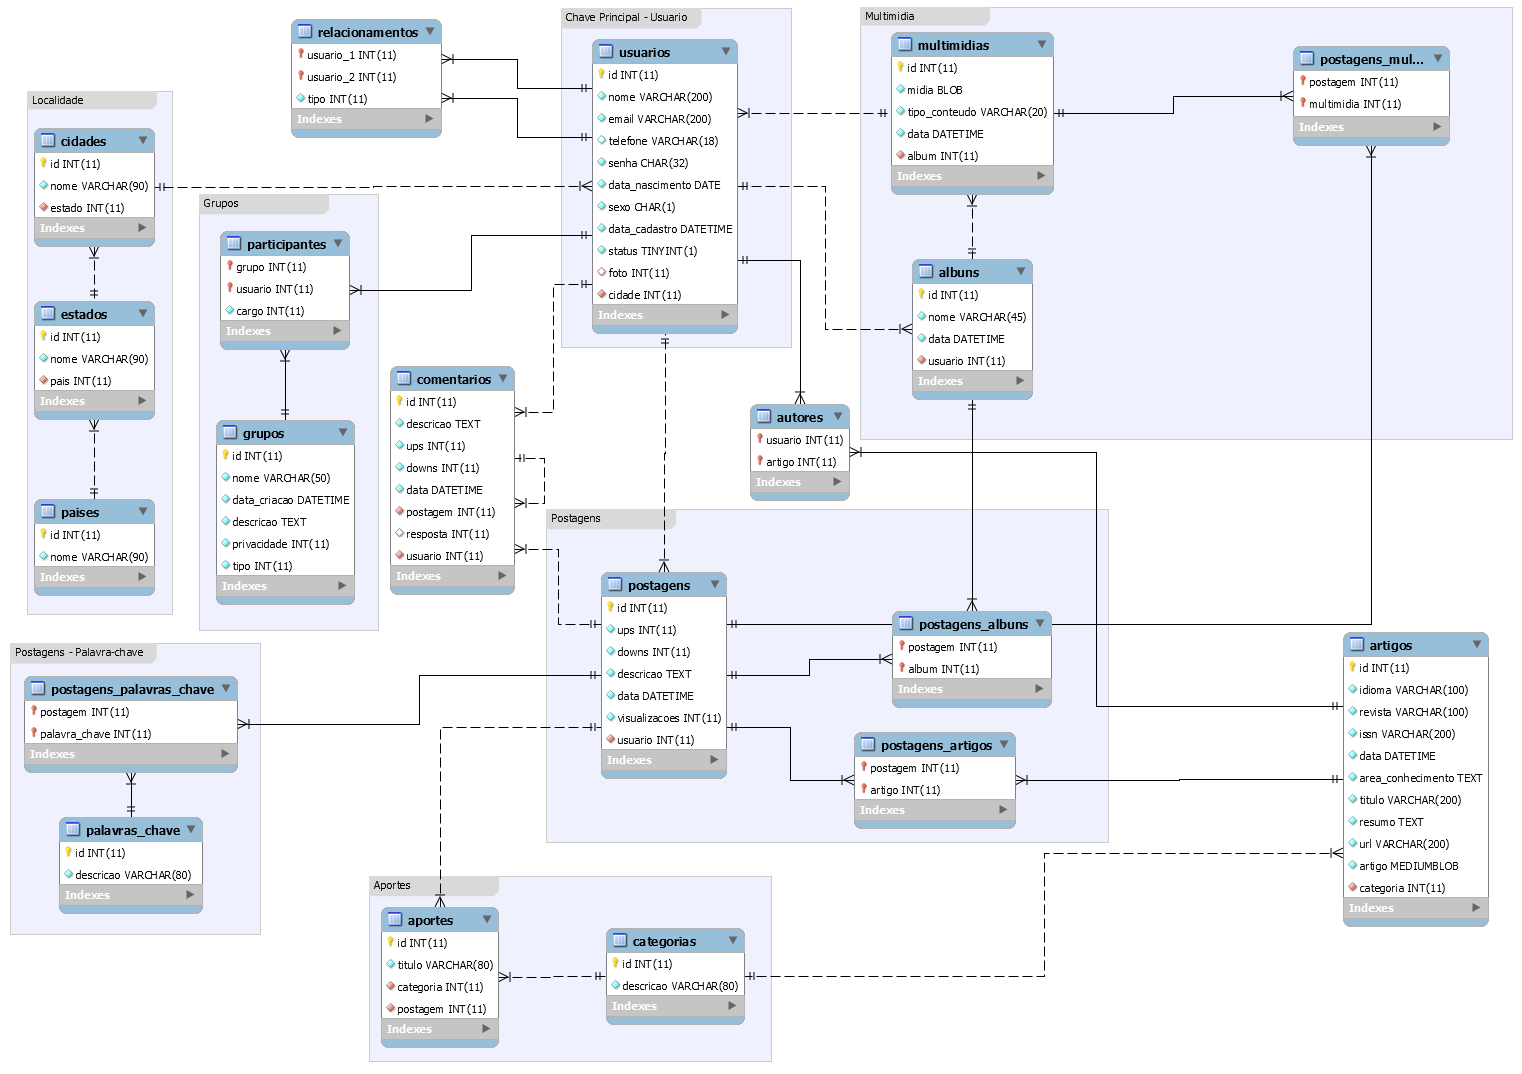 Chave Principal - Usuario
usuarios
id INT(11)
nome VARCHAR(200)
email VARCHAR(200)
telefone VARCHAR(18)
senha CHAR(32)
data_nascimento DATE
sexo CHAR(1)
data_cadastro DATETIME
status TINYINT(1)
foto INT(11)
cidade INT(11)
Indexes
relacionamentos
usuario_1 INT(11)
usuario_2 INT(11)
tipo INT(11)
Indexes
Multimidia
multimidias
id INT(11)
midia BLOB
tipo_conteudo VARCHAR(20)
data DATETIME
album INT(11)
Indexes
postagens_mul...
postagem INT(11)
multimidia INT(11)
Indexes
albuns
id INT(11)
nome VARCHAR(45)
data DATETIME
usuario INT(11)
Indexes
Localidade
cidades
id INT(11)
nome VARCHAR(90)
estado INT(11)
Indexes
estados
id INT(11)
nome VARCHAR(90)
pais INT(11)
Indexes
paises
id INT(11)
nome VARCHAR(90)
Indexes
Grupos
participantes
grupo INT(11)
usuario INT(11)
cargo INT(11)
Indexes
grupos
id INT(11)
nome VARCHAR(50)
data_criacao DATETIME
descricao TEXT
privacidade INT(11)
tipo INT(11)
Indexes
comentarios
id INT(11)
descricao TEXT
ups INT(11)
downs INT(11)
data DATETIME
postagem INT(11)
resposta INT(11)
usuario INT(11)
Indexes
autores
usuario INT(11)
artigo INT(11)
Indexes
Postagens
postagens
id INT(11)
ups INT(11)
downs INT(11)
descricao TEXT
data DATETIME
visualizacoes INT(11)
usuario INT(11)
Indexes
postagens_albuns
postagem INT(11)
album INT(11)
Indexes
postagens_artigos
postagem INT(11)
artigo INT(11)
Indexes
artigos
id INT(11)
idioma VARCHAR(100)
revista VARCHAR(100)
issn VARCHAR(200)
data DATETIME
area_conhecimento TEXT
titulo VARCHAR(200)
resumo TEXT
url VARCHAR(200)
artigo MEDIUMBLOB
categoria INT(11)
Indexes
Postagens - Palavra-chave
postagens_palavras_chave
postagem INT(11)
palavra_chave INT(11)
Indexes
palavras_chave
id INT(11)
descricao VARCHAR(80)
Indexes
Aportes
aportes
id INT(11)
titulo VARCHAR(80)
categoria INT(11)
postagem INT(11)
Indexes
categorias
id INT(11)
descricao VARCHAR(80)
Indexes